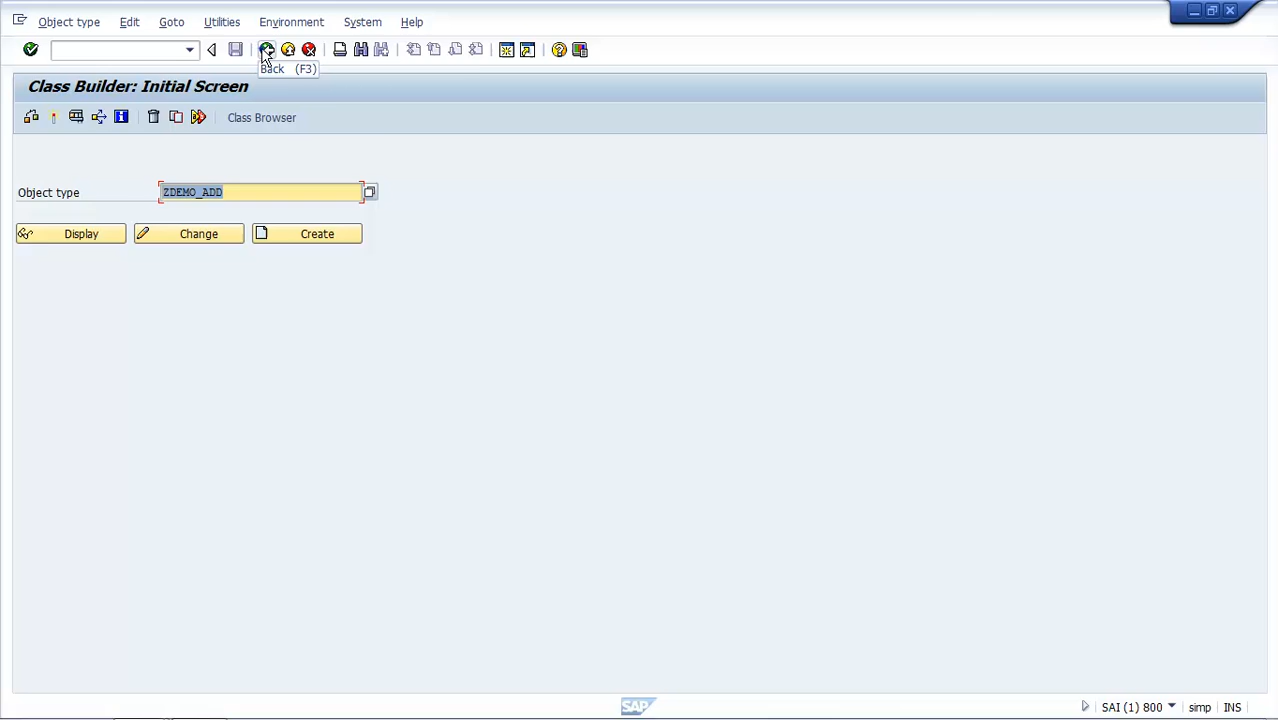 Object type Edit Goto Utilities Environment System Help
Back (F3)
Class Builder: Initial Screen
Class Browser
Object type ZDEMO_ADD
Display Change Create
SAP SAI (1) 800 simp INS